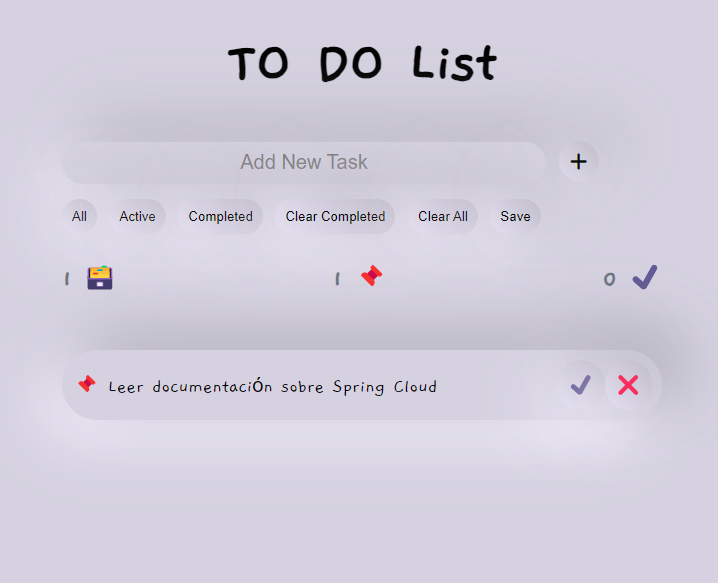 TO DO List
Add New Task
+
All Active Completed Clear Completed Clear All Save
1 1 0
Leer documentación sobre Spring Cloud